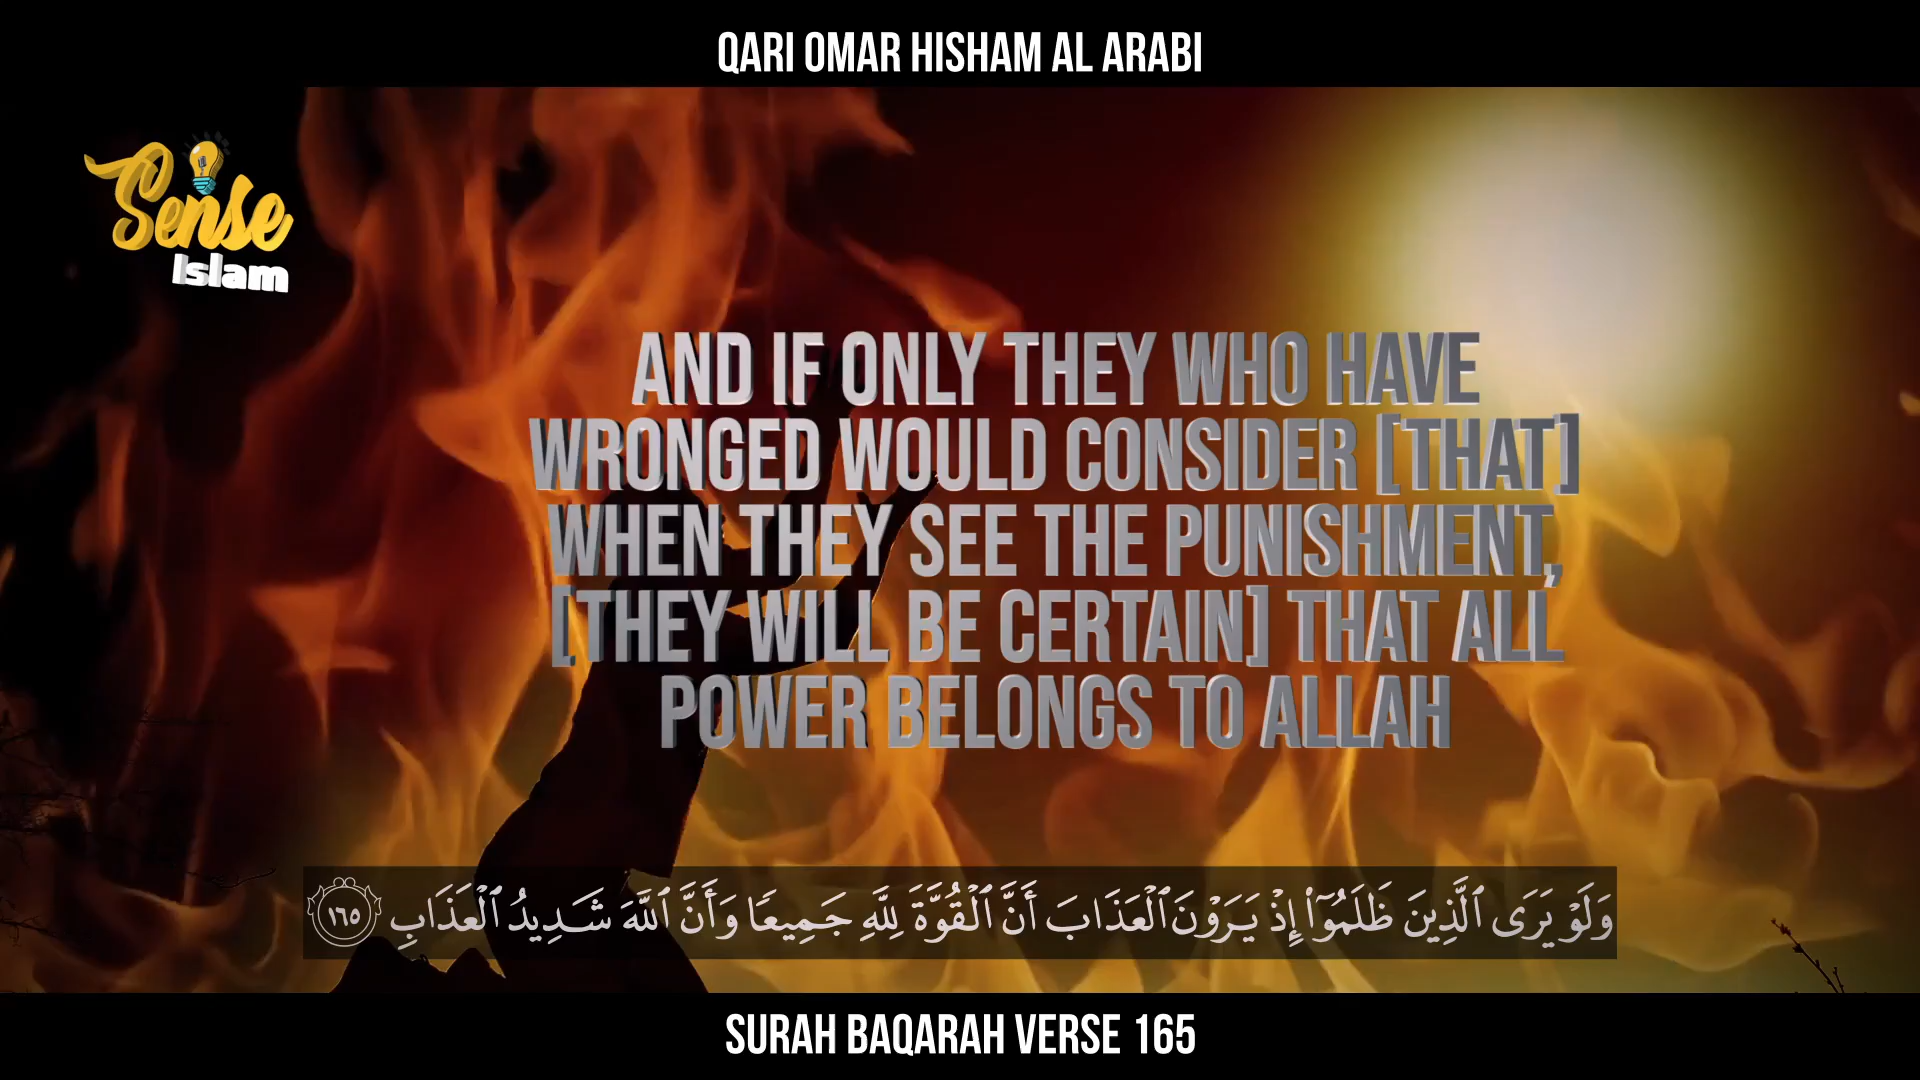 QARI OMAR HISHAM AL ARABI
Sense
Islam
AND IF ONLY THEY WHO HAVE
WRONGED WOULD CONSIDER [THAT]
WHEN THEY SEE THE PUNISHMENT,
[THEY WILL BE CERTAIN] THAT ALL
POWER BELONGS TO ALLAH
وَلَوْ يَرَى ٱلَّذِينَ ظَلَمُوٓا۟ إِذْ يَرَوْنَ ٱلْعَذَابَ أَنَّ ٱلْقُوَّةَ لِلَّهِ جَمِيعًا وَأَنَّ ٱللَّهَ شَدِيدُ ٱلْعَذَابِ ١٦٥
SURAH BAQARAH VERSE 165